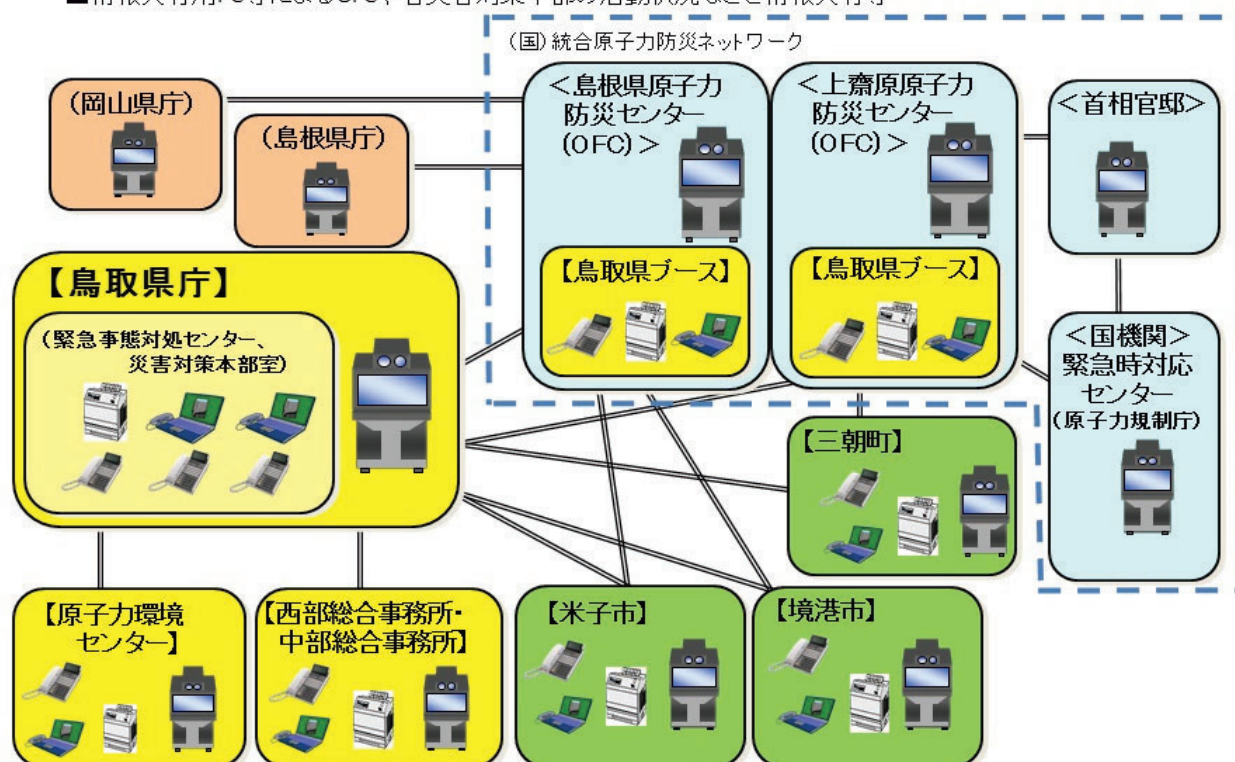 (国)統合原子力防災ネットワーク
(岡山県庁)
(島根県庁)
<島根県原子力
防災センター
(OFC)>
<上齋原原子力
防災センター
(OFC)>
<首相官邸>
【鳥取県ブース】
【鳥取県ブース】
【鳥取県庁】
(緊急事態対処センター、
災害対策本部室)
<国機関>
緊急時対応
センター
(原子力規制庁)
【三朝町】
【原子力環境
センター】
【西部総合事務所・
中部総合事務所】
【米子市】
【境港市】